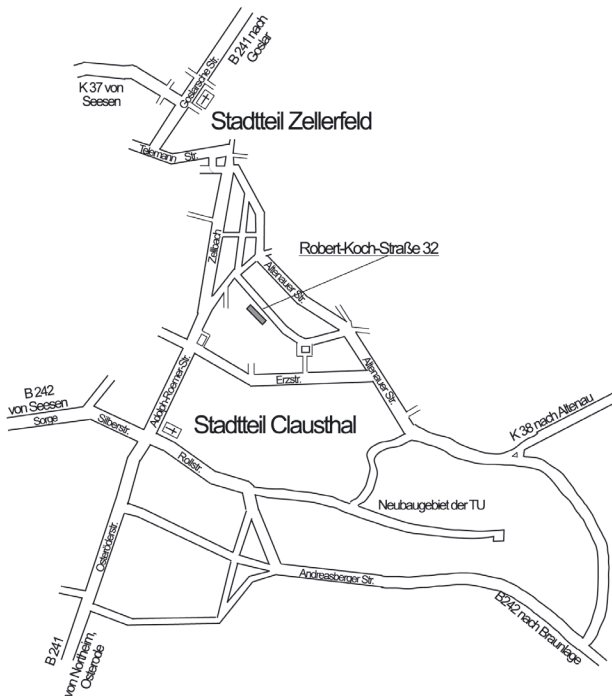 B 241 nach
Goslar
K 37 von
Seesen
Goslarsche Str.
Stadtteil Zellerfeld
Telemann Str.
Zellbach
Robert-Koch-Straße 32
Altenauer Str.
Altenauer Str.
Erzstr.
Adolph-Roemer-Str.
B 242
von Seesen
Sorge
Silberstr.
Stadtteil Clausthal
K 38 nach Altenau
Rollstr.
Neubaugebiet der TU
Osteröderstr.
Andreasberger Str.
B242 nach Braunlage
B 241
von Northeim,
Osterode